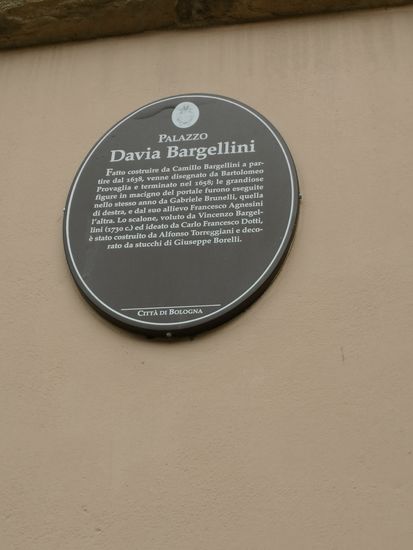 PALAZZO
Davia Bargellini
Fatto costruire da Camillo Bargellini a par-
tire dal 1638, venne disegnato da Bartolomeo
Provaglia e terminato nel 1658; le grandiose
figure in macigno del portale furono eseguite
nello stesso anno da Gabriele Brunelli, quella
di destra, e dal suo allievo Francesco Agnesini
l'altra. Lo scalone, voluto da Vincenzo Bargel-
lini (1730 c.) ed ideato da Carlo Francesco Dotti,
è stato costruito da Alfonso Torreggiani e deco-
rato da stucchi di Giuseppe Borelli.
CITTÀ DI BOLOGNA